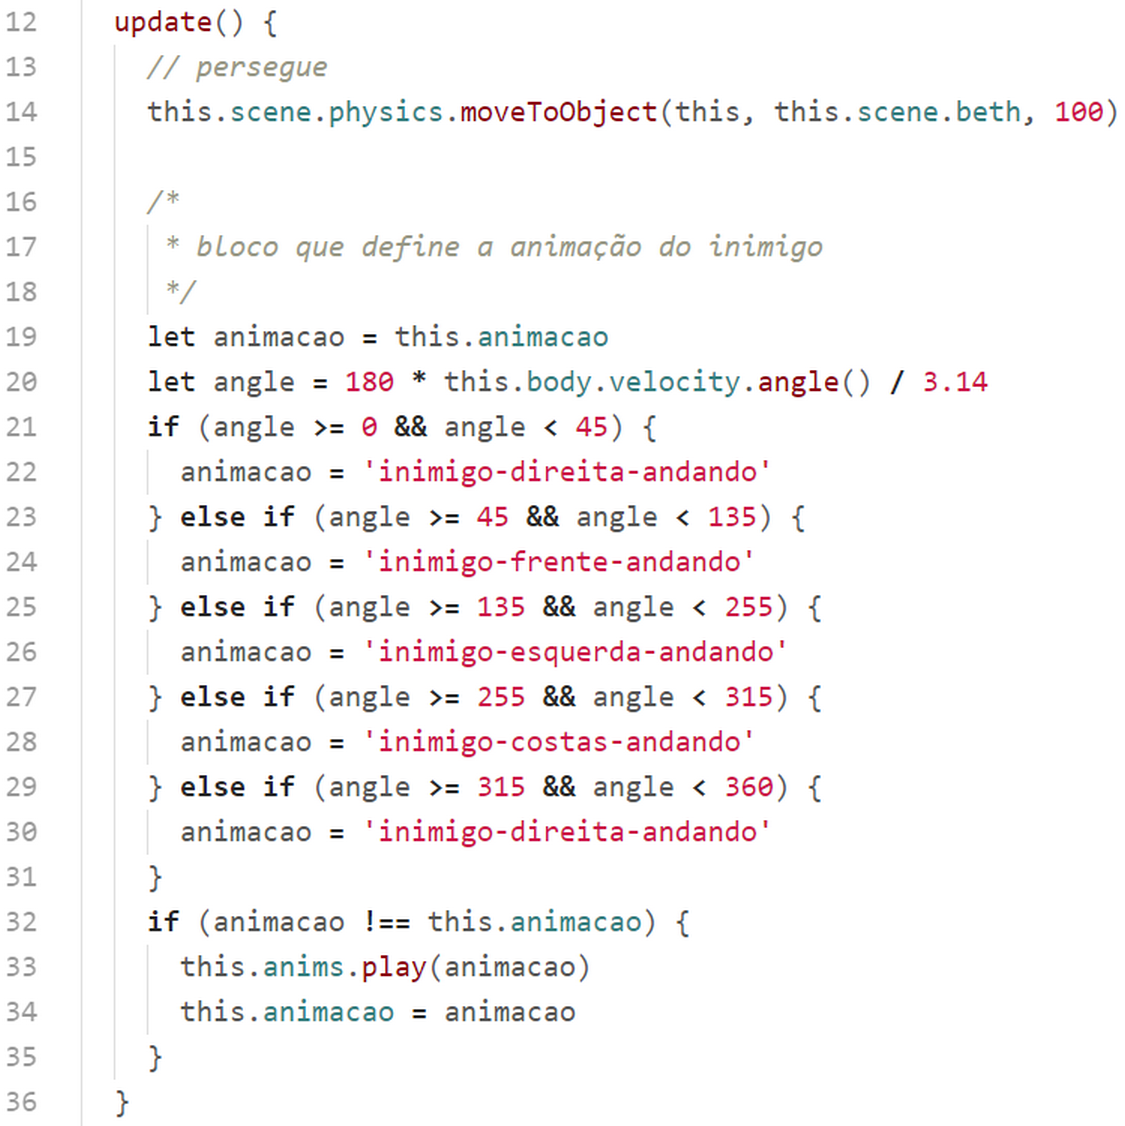 12 update() {
13 // persegue
14 this.scene.physics.moveToObject(this, this.scene.beth, 100)
15
16 /*
17 * bloco que define a animação do inimigo
18 */
19 let animacao = this.animacao
20 let angle = 180 * this.body.velocity.angle() / 3.14
21 if (angle >= 0 && angle < 45) {
22 animacao = 'inimigo-direita-andando'
23 } else if (angle >= 45 && angle < 135) {
24 animacao = 'inimigo-frente-andando'
25 } else if (angle >= 135 && angle < 255) {
26 animacao = 'inimigo-esquerda-andando'
27 } else if (angle >= 255 && angle < 315) {
28 animacao = 'inimigo-costas-andando'
29 } else if (angle >= 315 && angle < 360) {
30 animacao = 'inimigo-direita-andando'
31 }
32 if (animacao !== this.animacao) {
33 this.anims.play(animacao)
34 this.animacao = animacao
35 }
36 }